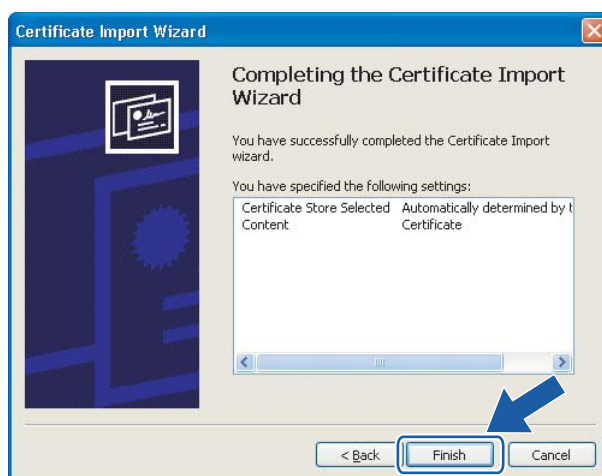 Certificate Import Wizard
Completing the Certificate Import
Wizard
You have successfully completed the Certificate Import
wizard.
You have specified the following settings:
Certificate Store Selected Automatically determined by t
Content Certificate
< Back Finish Cancel